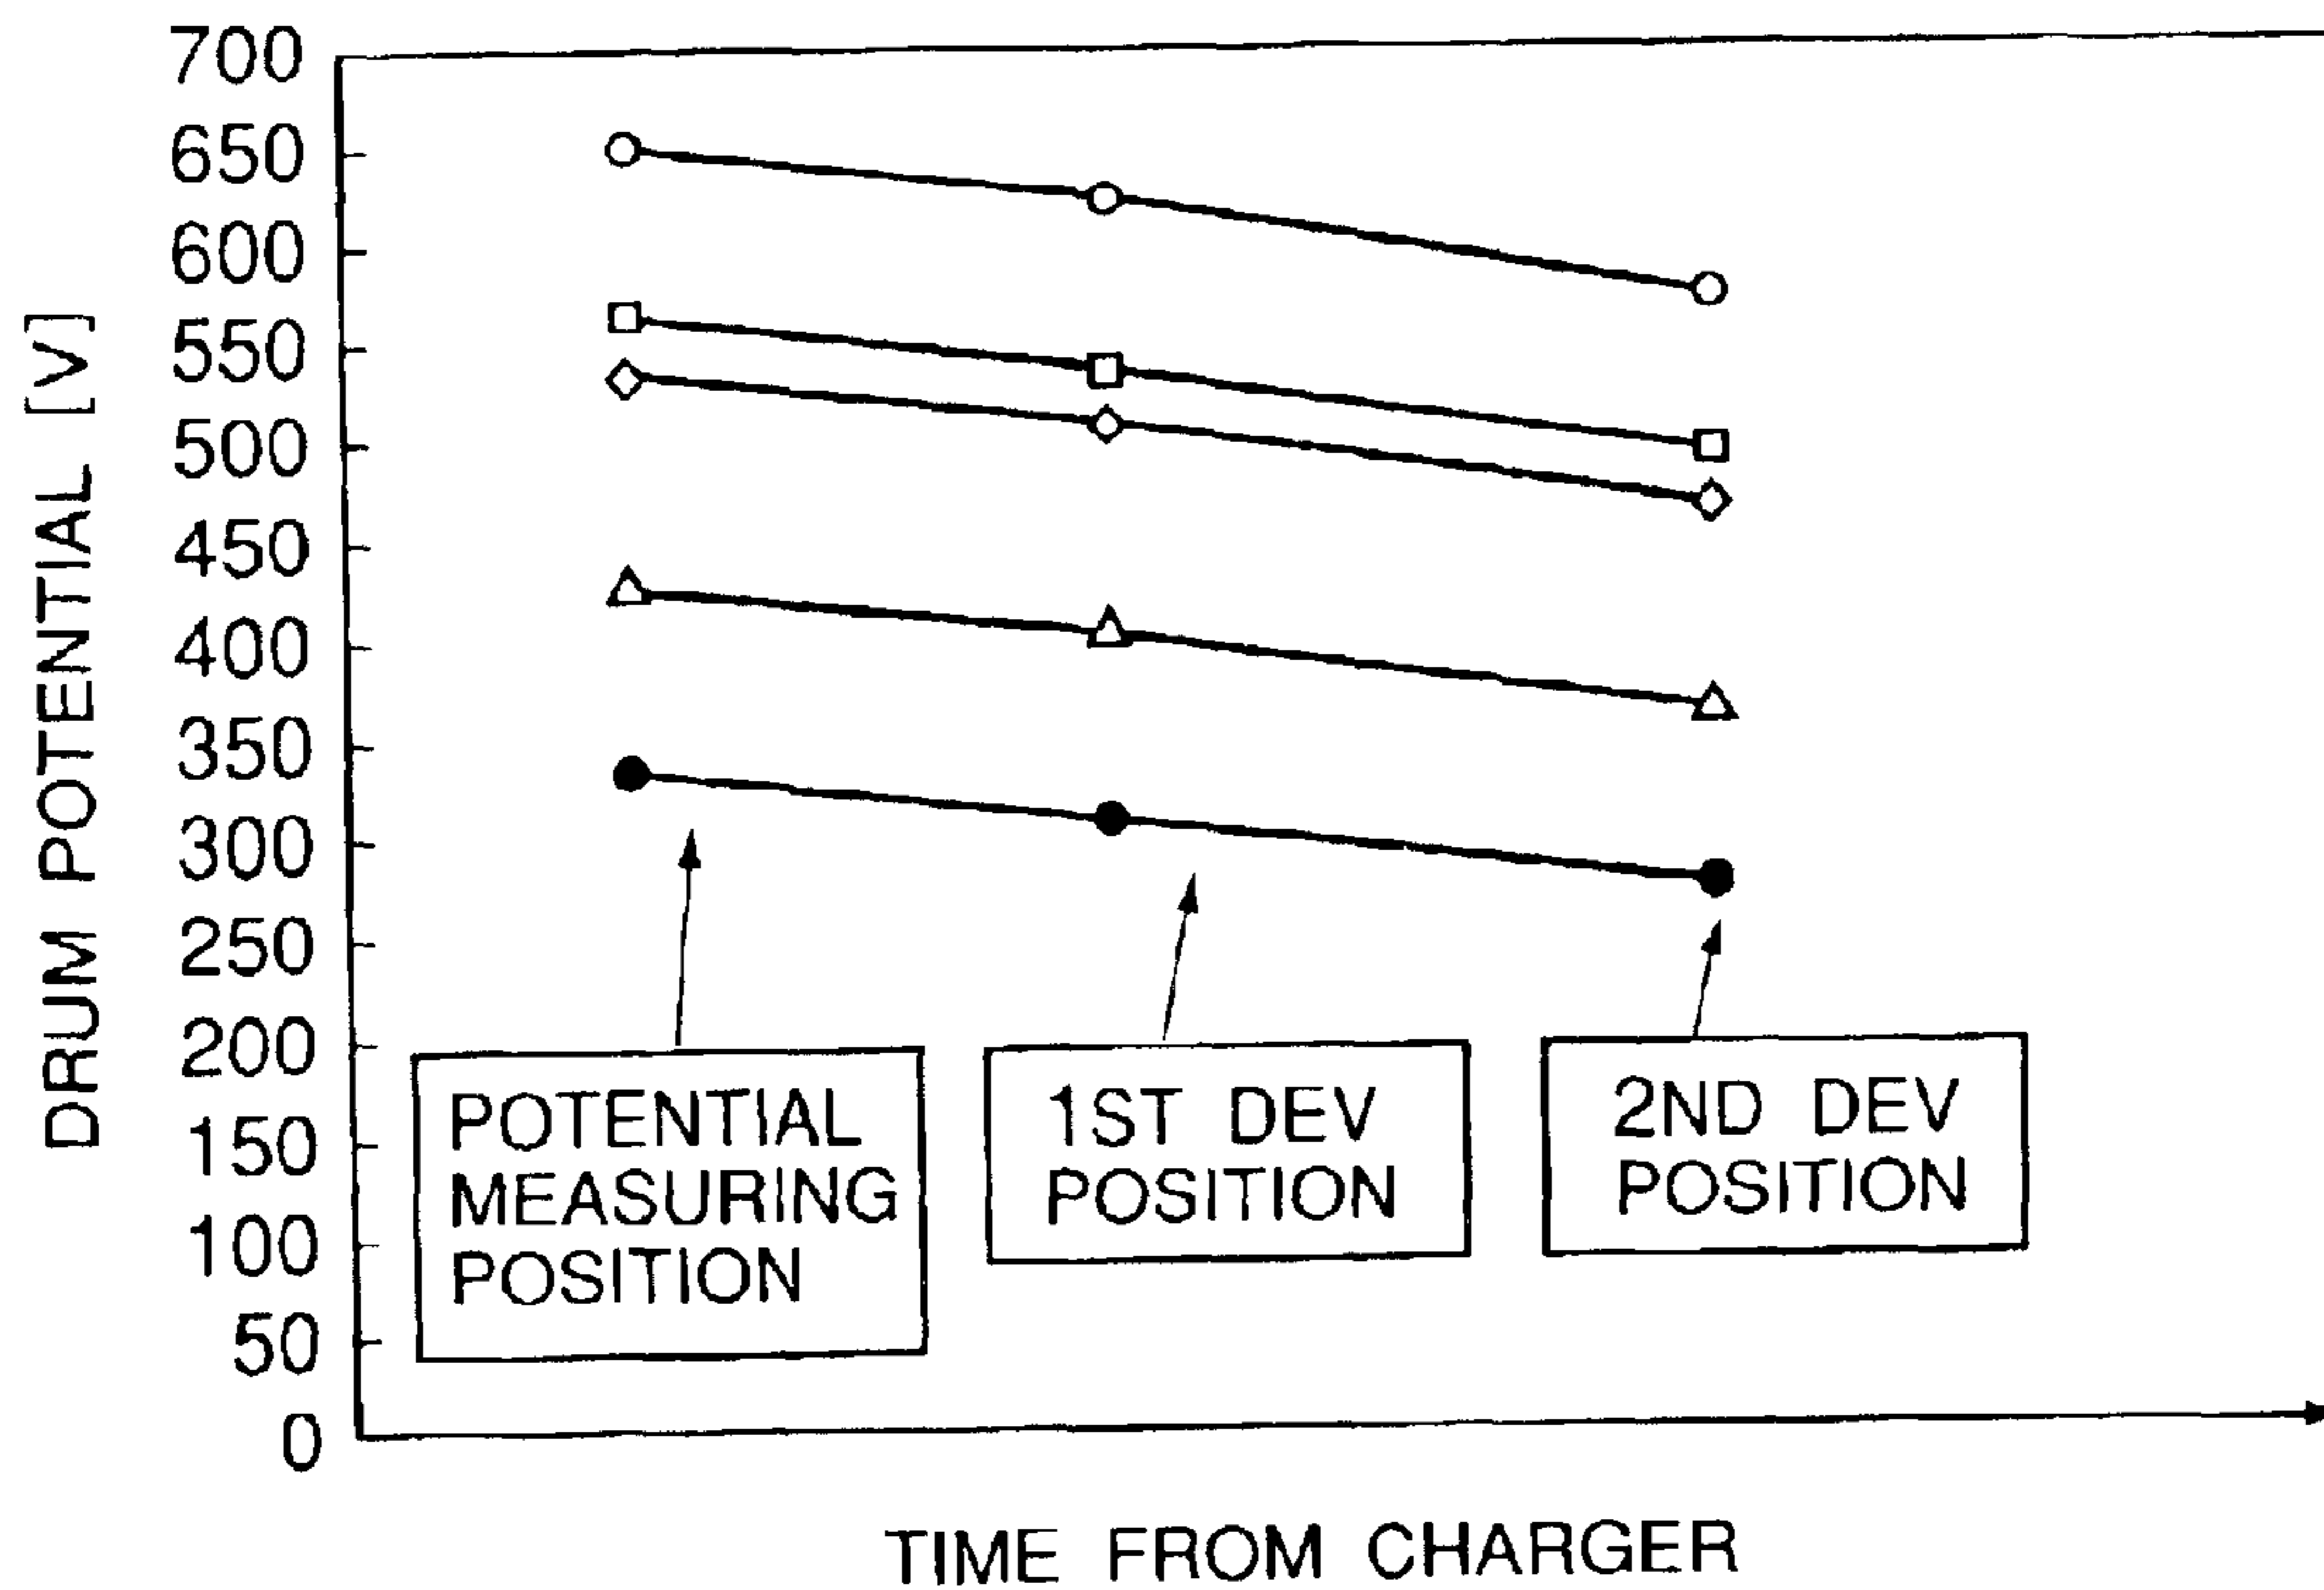 DRUM POTENTIAL [V]
700
650
600
550
500
450
400
350
300
250
200
150
100
50
0
POTENTIAL
MEASURING
POSITION
1ST DEV
POSITION
2ND DEV
POSITION
TIME FROM CHARGER